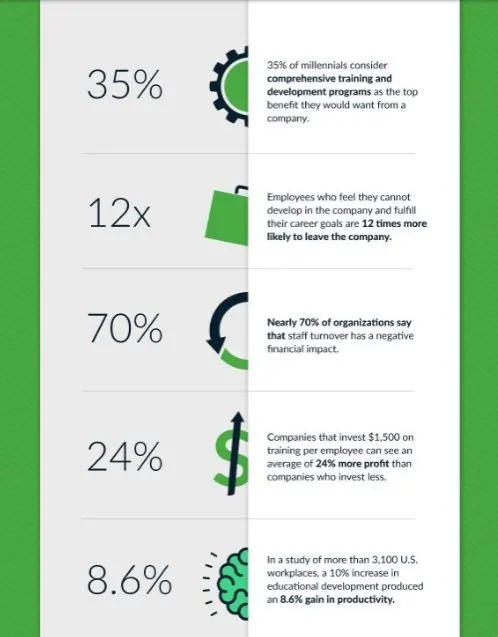 35%
35% of millennials consider
comprehensive training and
development programs as the top
benefit they would want from a
company.
12x
Employees who feel they cannot
develop in the company and fulfill
their career goals are 12 times more
likely to leave the company.
70%
Nearly 70% of organizations say
that staff turnover has a negative
financial impact.
24%
Companies that invest $1,500 on
training per employee can see an
average of 24% more profit than
companies who invest less.
8.6%
In a study of more than 3,100 U.S.
workplaces, a 10% increase in
educational development produced
an 8.6% gain in productivity.